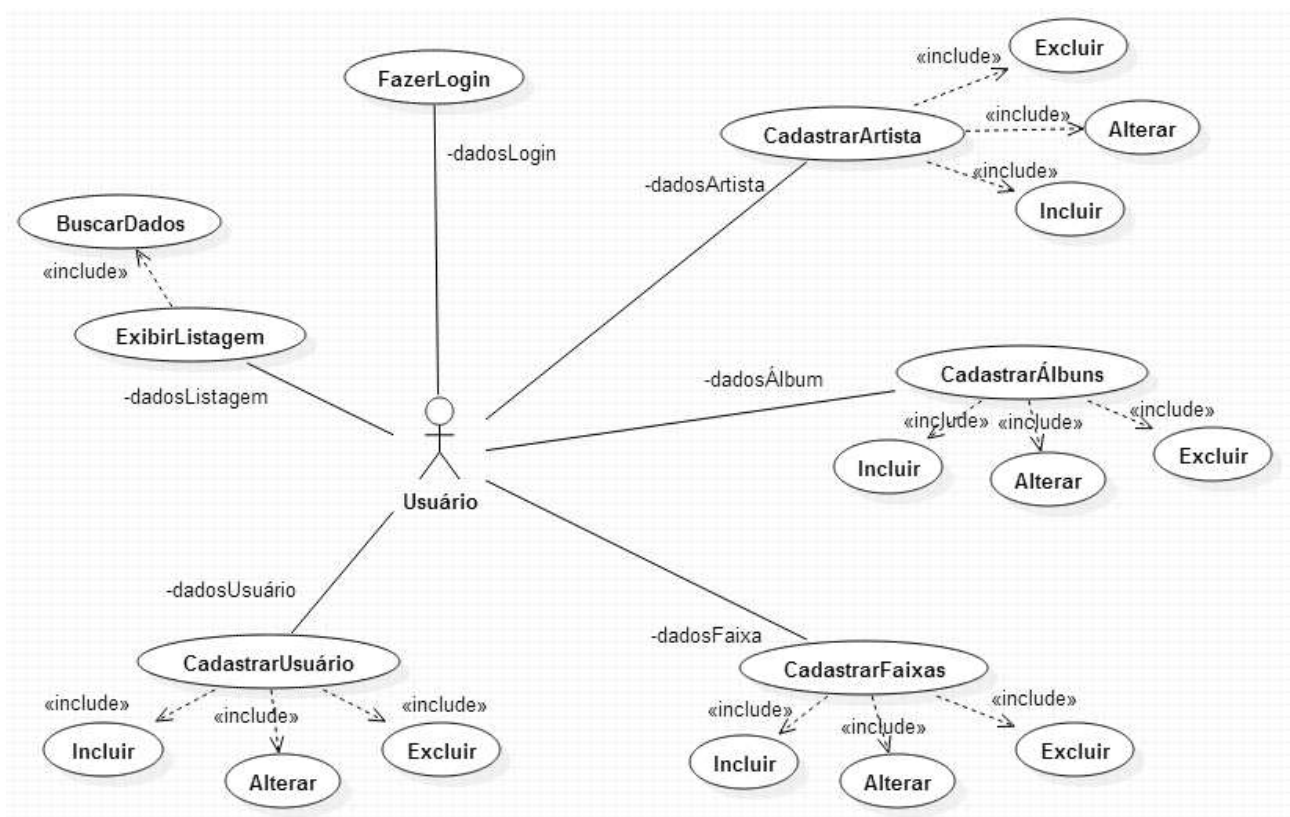 Excluir
«include»
FazerLogin
«include»
Alterar
CadastrarArtista
-dadosLogin
«include»
-dadosArtista
Incluir
BuscarDados
«include»
ExibirListagem
-dadosListagem
-dadosÁlbum
CadastrarÁlbuns
«include»
«include»
«include»
Incluir
Alterar
Excluir
Usuário
-dadosUsuário
-dadosFaixa
CadastrarUsuário
CadastrarFaixas
«include»
«include»
«include»
«include»
«include»
«include»
Incluir
Alterar
Excluir
Incluir
Alterar
Excluir